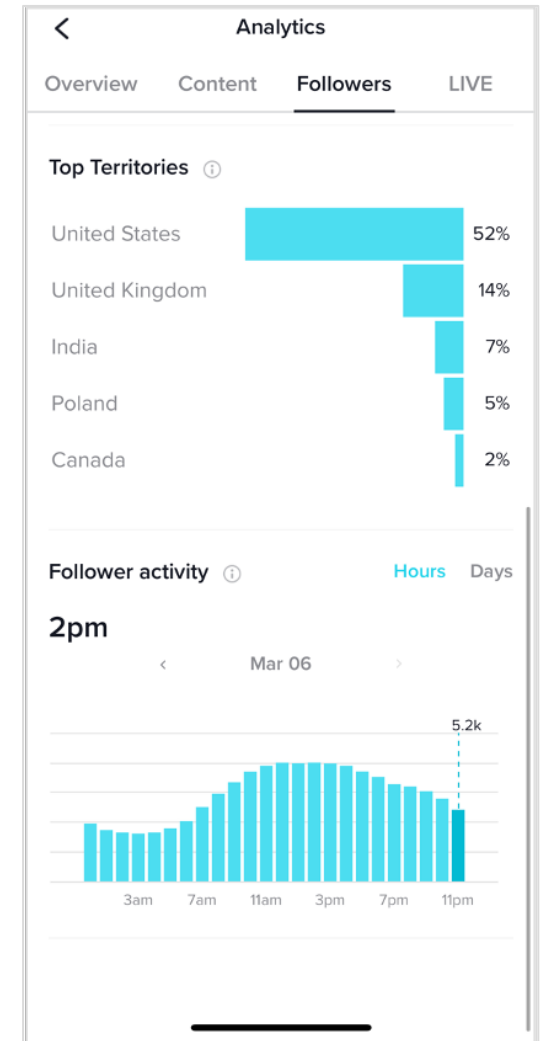 Analytics
Overview Content Followers LIVE
Top Territories
United States 52%
United Kingdom 14%
India 7%
Poland 5%
Canada 2%
Follower activity Hours Days
2pm
Mar 06
5.2k
3am 7am 11am 3pm 7pm 11pm